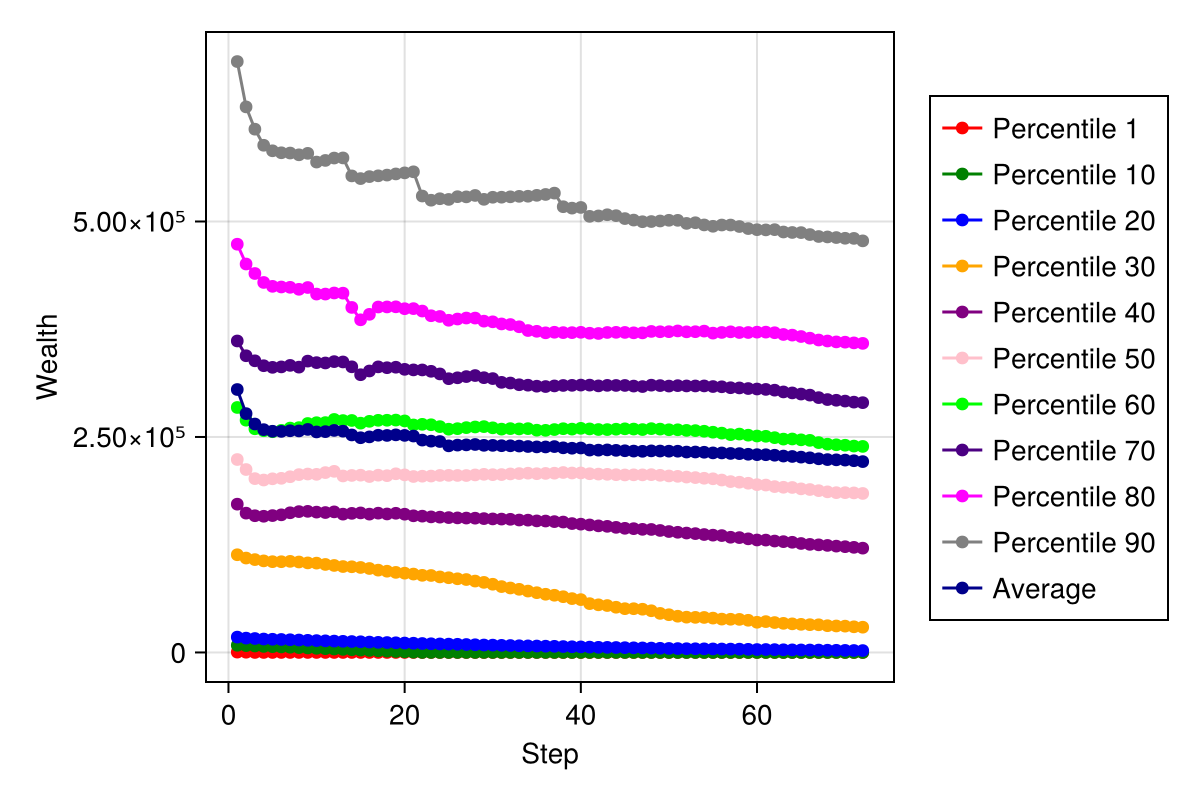 5.00×10⁵
2.50×10⁵
0
Wealth
0 20 40 60
Step
Percentile 1
Percentile 10
Percentile 20
Percentile 30
Percentile 40
Percentile 50
Percentile 60
Percentile 70
Percentile 80
Percentile 90
Average